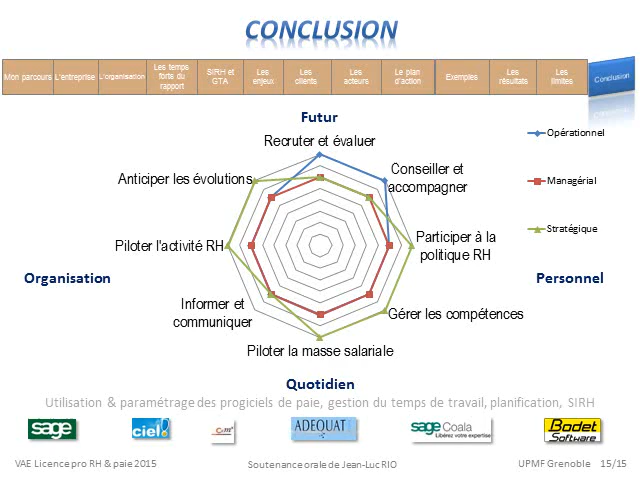 CONCLUSION
Mon parcours
L'entreprise
L'organisation
Les temps
forte du
rapport
SIRH et
GTA
Les
enjeux
Les
clients
Les
acteurs
Le plan
d'action
Exemples
Les
résultats
Les
limites
Conclusion
Futur
Recruter et évaluer
Conseiller et
accompagner
Participer à la
politique RH
Gérer les compétences
Piloter la masse salariale
Informer et
communiquer
Piloter l'activité RH
Anticiper les évolutions
Opérationnel
Managérial
Stratégique
Organisation
Personnel
Quotidien
Utilisation & paramétrage des progiciels de paie, gestion du temps de travail, planification, SIRH
sage
ciel!
ADEQUAT
sage Coala
Libérez votre expertise
Bodet
Software
VAE Licence pro RH & paie 2015
Soutenance orale de Jean-Luc RIO
UPMF Grenoble 15/15